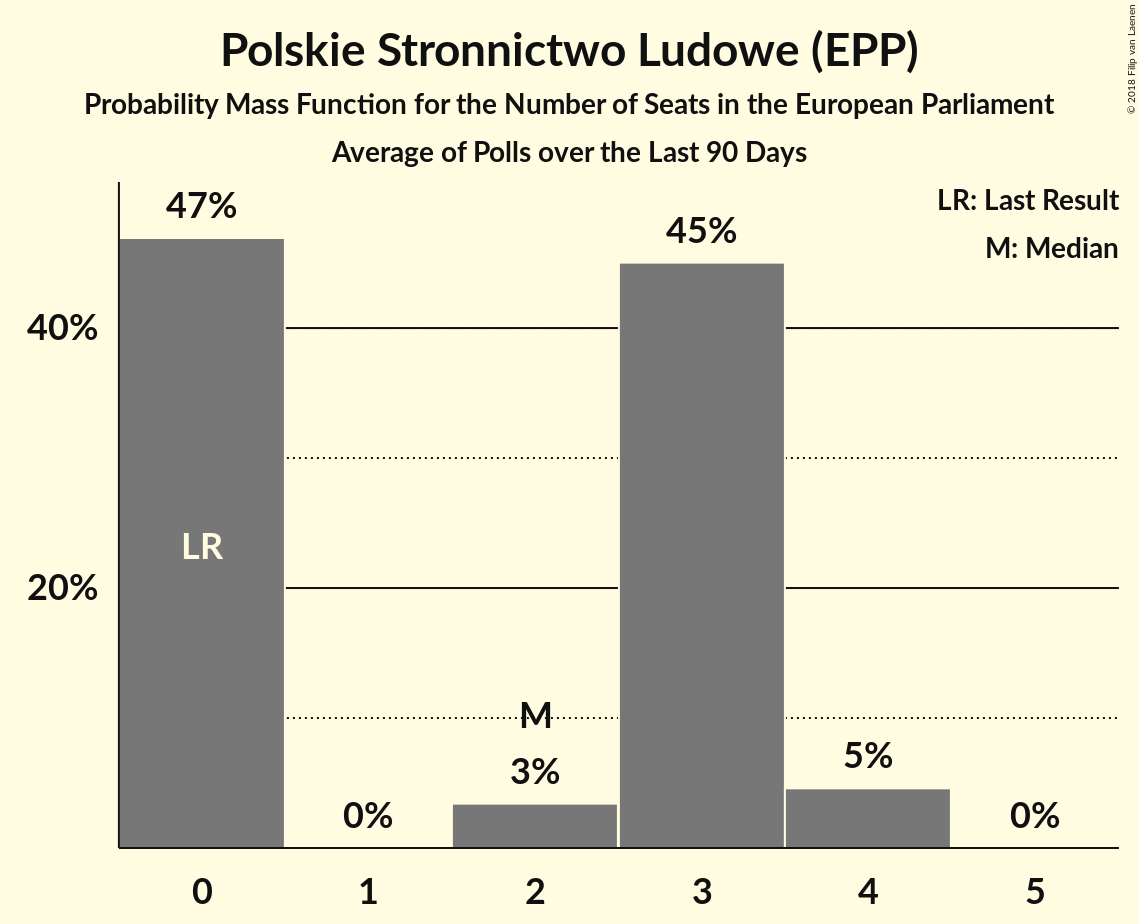 Polskie Stronnictwo Ludowe (EPP)
Probability Mass Function for the Number of Seats in the European Parliament
Average of Polls over the Last 90 Days
© 2018 Filip van Laenen
LR: Last Result
M: Median
47%
45%
40%
LR
20%
M
3%
5%
0%
0%
0 1 2 3 4 5